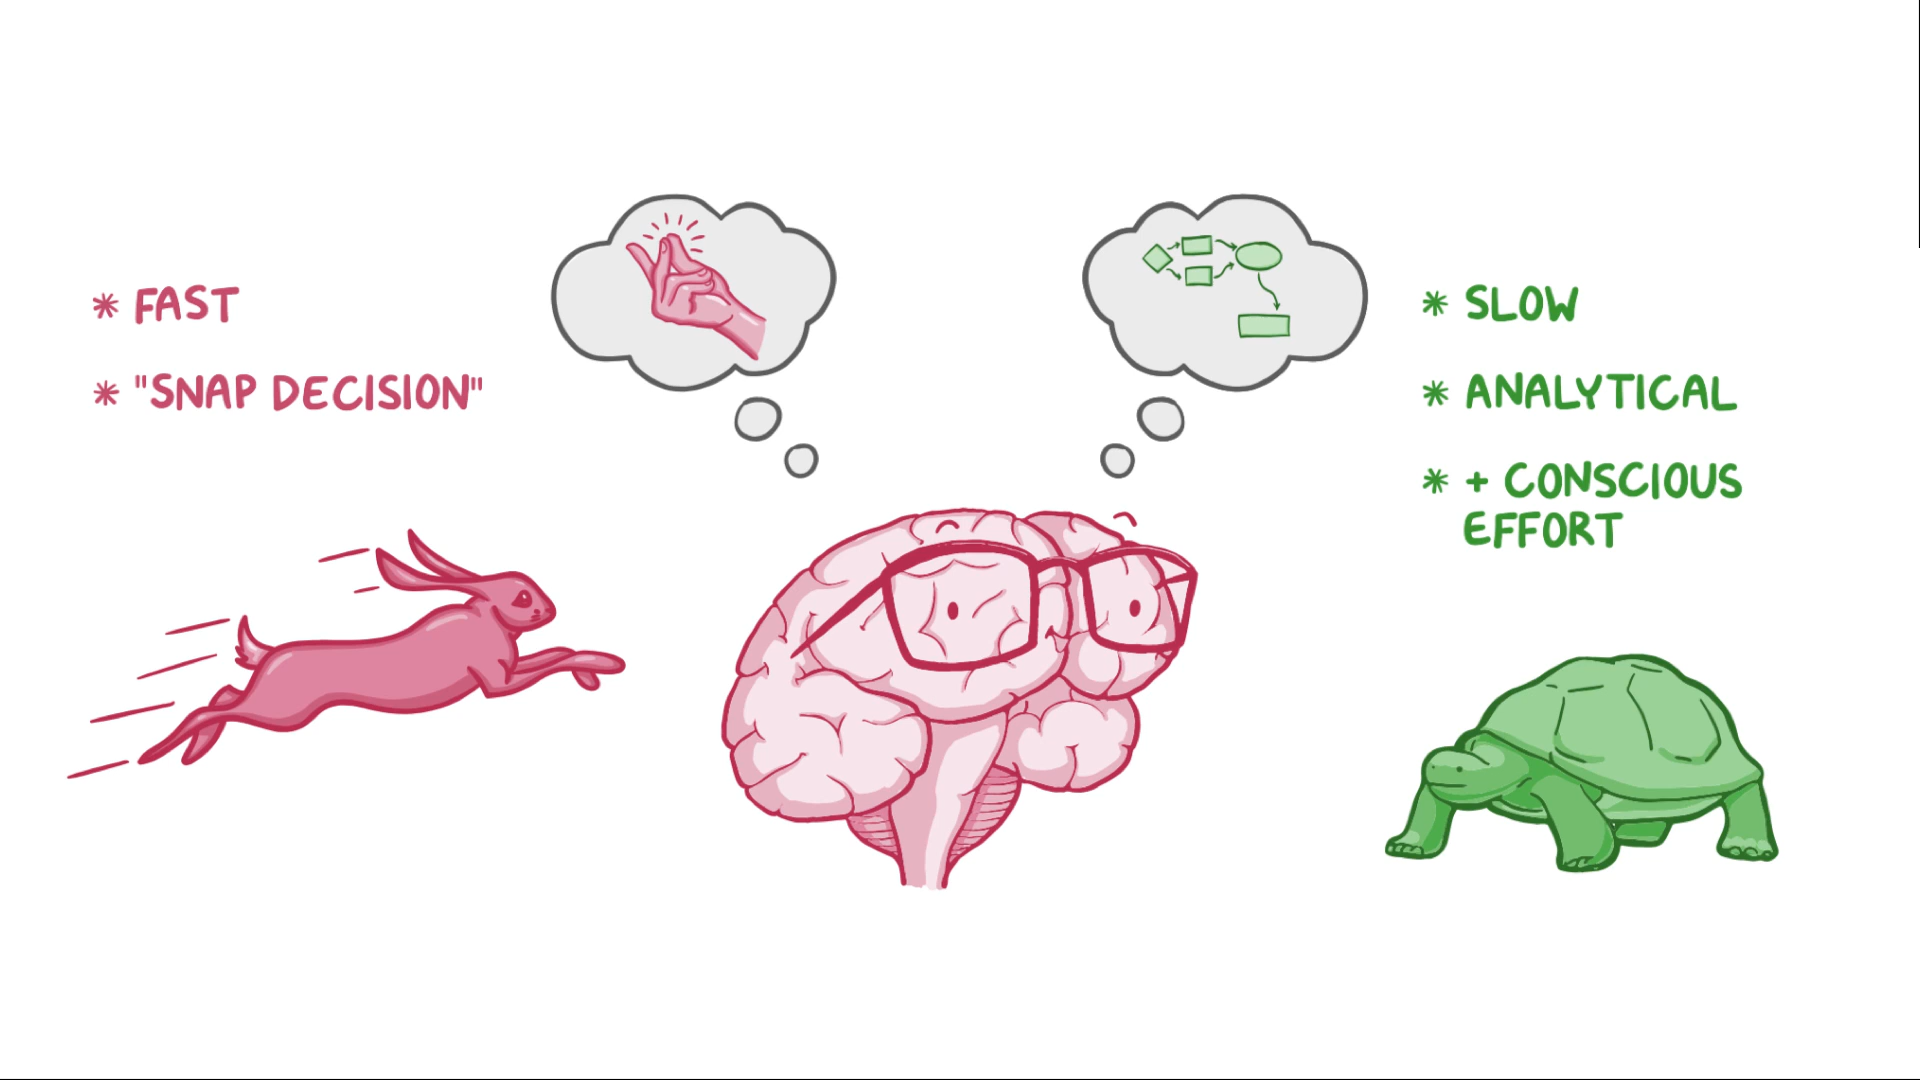 * FAST
* "SNAP DECISION"
* SLOW
* ANALYTICAL
* + CONSCIOUS
EFFORT